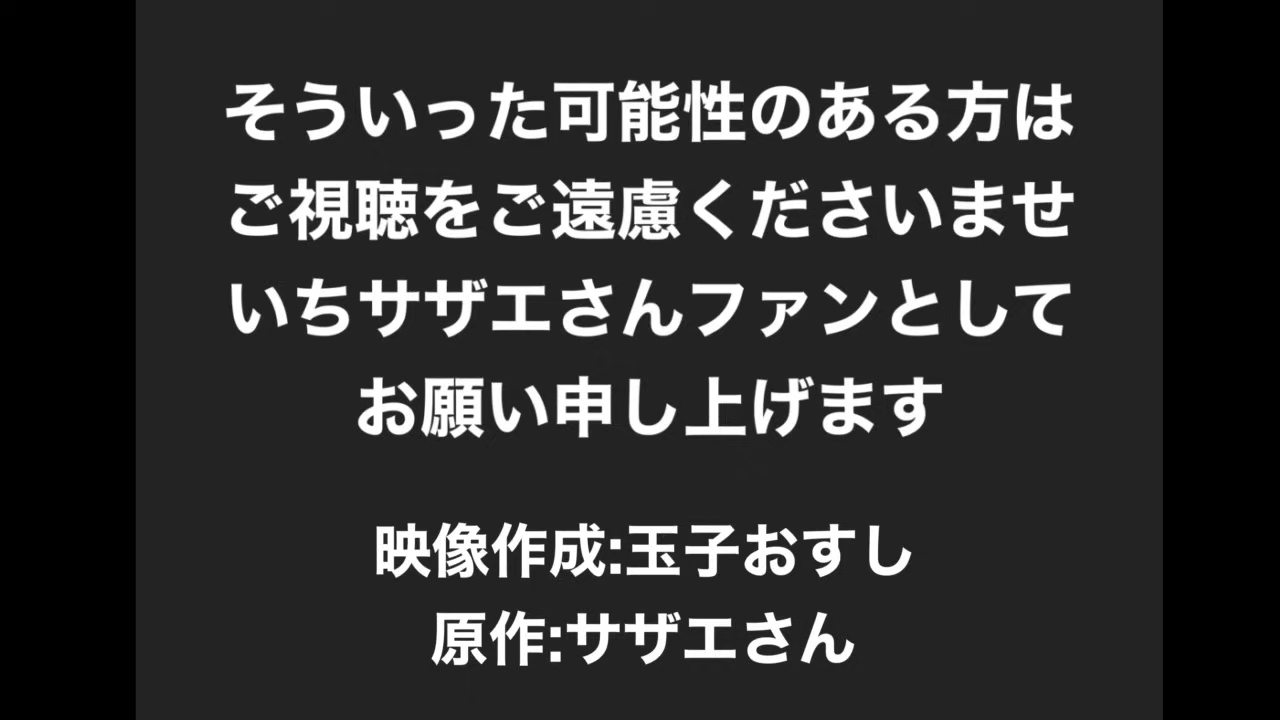 そういった可能性のある方は
ご視聴をご遠慮くださいませ
いちサザエさんファンとして
お願い申し上げます
映像作成:玉子おすし
原作:サザエさん